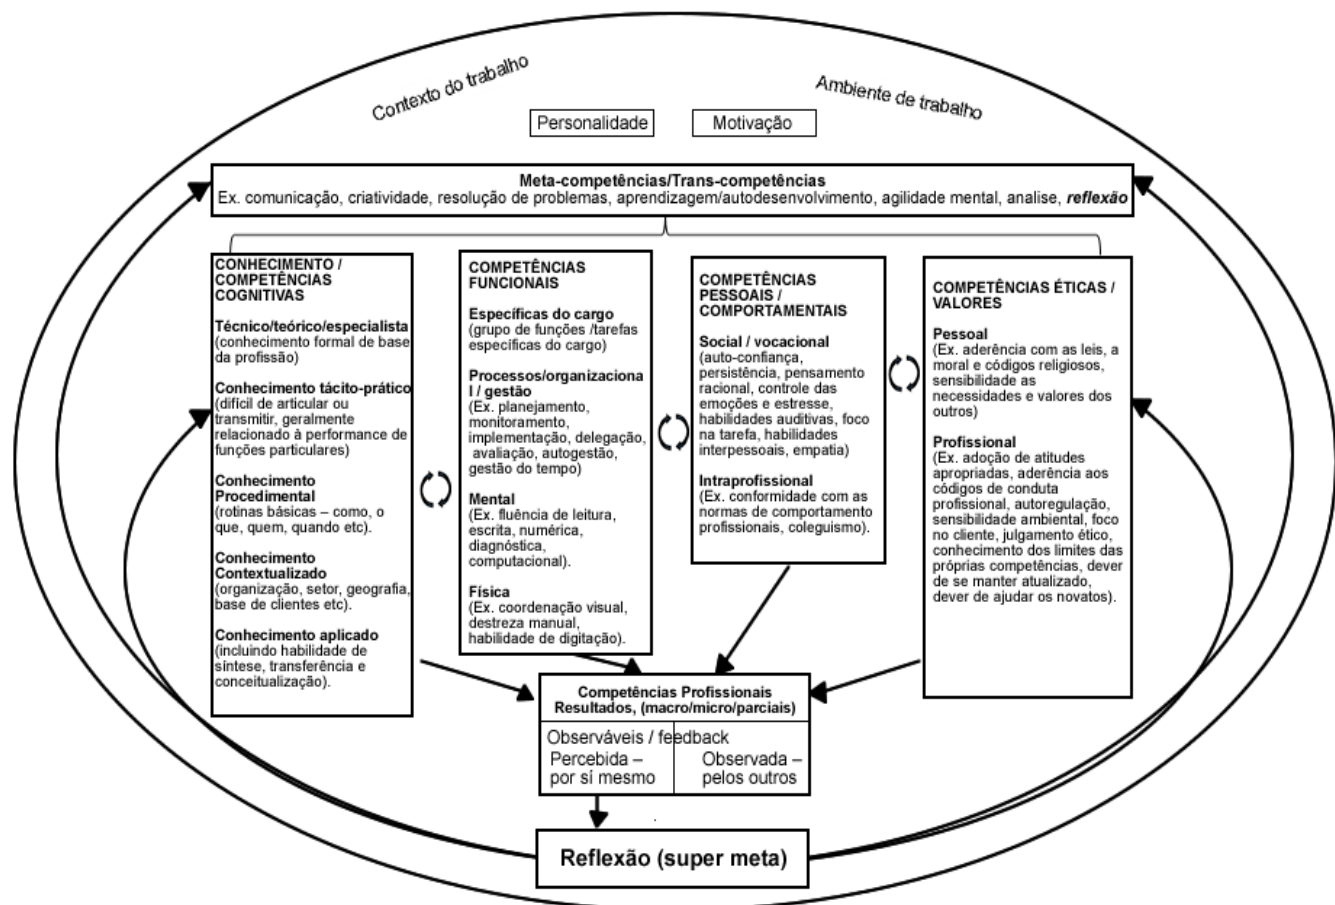 Contexto do trabalho
Ambiente de trabalho
Personalidade
Motivação
Meta-competências/Trans-competências
Ex. comunicação, criatividade, resolução de problemas, aprendizagem/autodesenvolvimento, agilidade mental, analise, reflexão
CONHECIMENTO /
COMPETÊNCIAS
COGNITIVAS
Técnico/teórico/especialista
(conhecimento formal de base
da profissão)
Conhecimento tácito-prático
(difícil de articular ou
transmitir, geralmente
relacionado à performance de
funções particulares)
Conhecimento
Procedimental
(rotinas básicas – como, o
que, quem, quando etc).
Conhecimento
Contextualizado
(organização, setor, geografia,
base de clientes etc).
Conhecimento aplicado
(incluindo habilidade de
síntese, transferência e
conceitualização).
COMPETÊNCIAS
FUNCIONAIS
Específicas do cargo
(grupo de funções /tarefas
específicas do cargo)
Processos/organizaciona
l / gestão
(Ex. planejamento,
monitoramento,
implementação, delegação,
avaliação, autogestão,
gestão do tempo)
Mental
(Ex. fluência de leitura,
escrita, numérica,
diagnóstica,
computacional).
Física
(Ex. coordenação visual,
destreza manual,
habilidade de digitação).
COMPETÊNCIAS
PESSOAIS /
COMPORTAMENTAIS
Social / vocacional
(auto-confiança,
persistência, pensamento
racional, controle das
emoções e estresse,
habilidades auditivas, foco
na tarefa, habilidades
interpessoais, empatia)
Intraprofissional
(Ex. conformidade com as
normas de comportamento
profissionais, coleguismo).
COMPETÊNCIAS ÉTICAS /
VALORES
Pessoal
(Ex. aderência com as leis, a
moral e códigos religiosos,
sensibilidade as
necessidades e valores dos
outros)
Profissional
(Ex. adoção de atitudes
apropriadas, aderência aos
códigos de conduta
profissional, autoregulação,
sensibilidade ambiental, foco
no cliente, julgamento ético,
conhecimento dos limites das
próprias competências, dever
de se manter atualizado,
dever de ajudar os novatos).
Competências Profissionais
Resultados, (macro/micro/parciais)
Observáveis / feedback
Percebida –
por sí mesmo
Observada –
pelos outros
Reflexão (super meta)